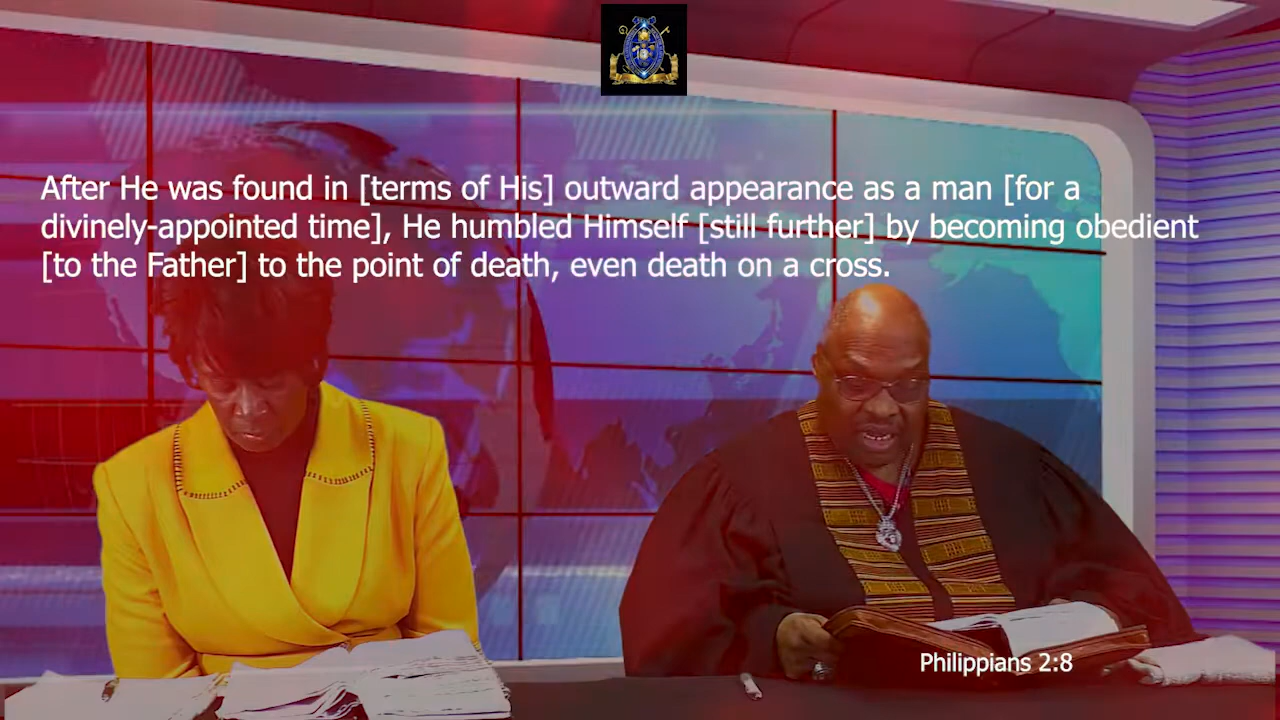 After He was found in [terms of His] outward appearance as a man [for a
divinely-appointed time], He humbled Himself [still further] by becoming obedient
[to the Father] to the point of death, even death on a cross.
Philippians 2:8